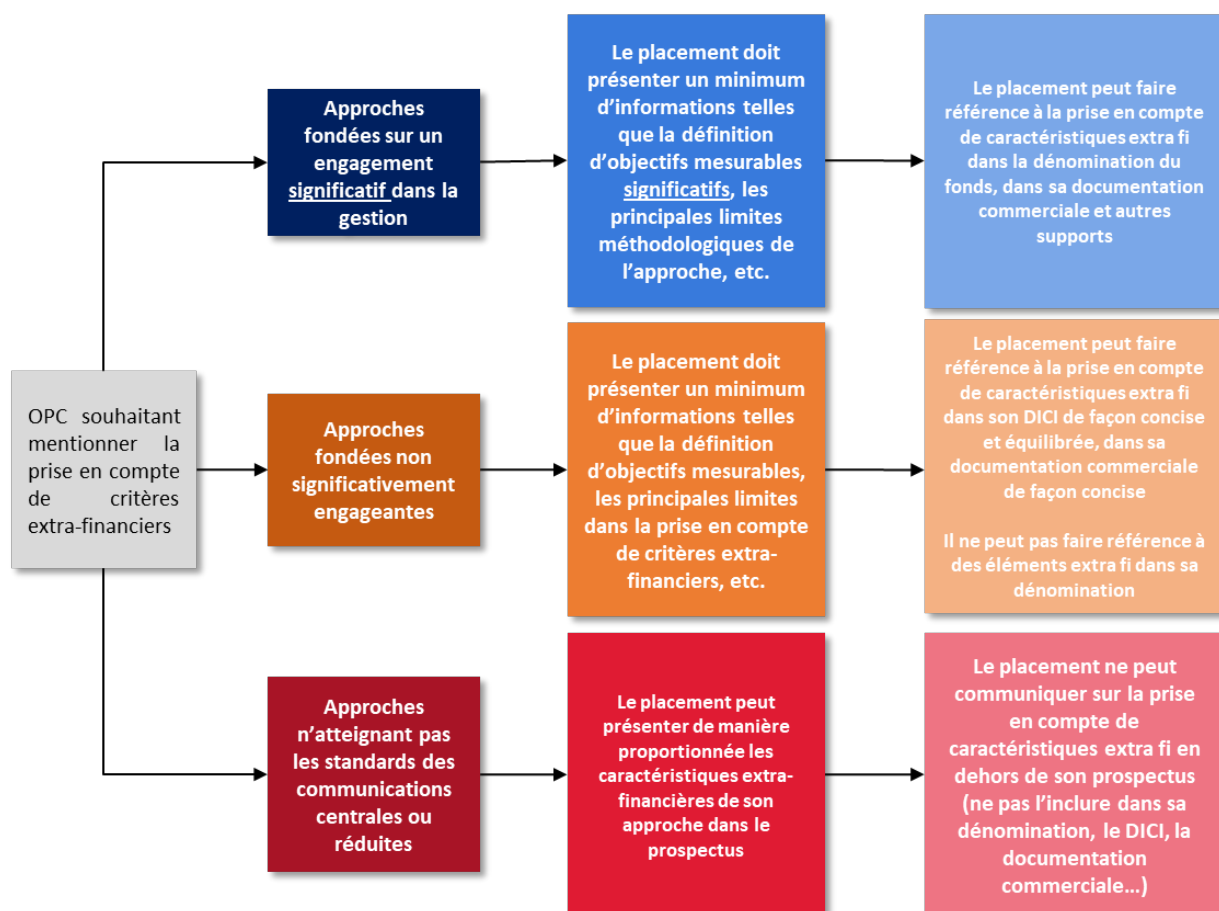 OPC souhaitant
mentionner la
prise en compte
de critères
extra-financiers
Approches
fondées sur un
engagement
significatif dans la
gestion
Le placement doit
présenter un minimum
d’informations telles
que la définition
d’objectifs mesurables
significatifs, les
principales limites
méthodologiques de
l’approche, etc.
Le placement peut faire
référence à la prise en compte
de caractéristiques extra fi
dans la dénomination du
fonds, dans sa documentation
commerciale et autres
supports
Approches
fondées non
significativement
engageantes
Le placement doit
présenter un minimum
d’informations telles
que la définition
d’objectifs mesurables,
les principales limites
dans la prise en compte
de critères extra-
financiers, etc.
Le placement peut faire
référence à la prise en compte
de caractéristiques extra fi
dans son DICI de façon concise
et équilibrée, dans sa
documentation commerciale
de façon concise
Il ne peut pas faire référence à
des éléments extra fi dans sa
dénomination
Approches
n’atteignant pas
les standards des
communications
centrales ou
réduites
Le placement peut
présenter de manière
proportionnée les
caractéristiques extra-
financières de son
approche dans le
prospectus
Le placement ne peut
communiquer sur la prise
en compte de
caractéristiques extra fi en
dehors de son prospectus
(ne pas l’inclure dans sa
dénomination, le DICI, la
documentation
commerciale…)